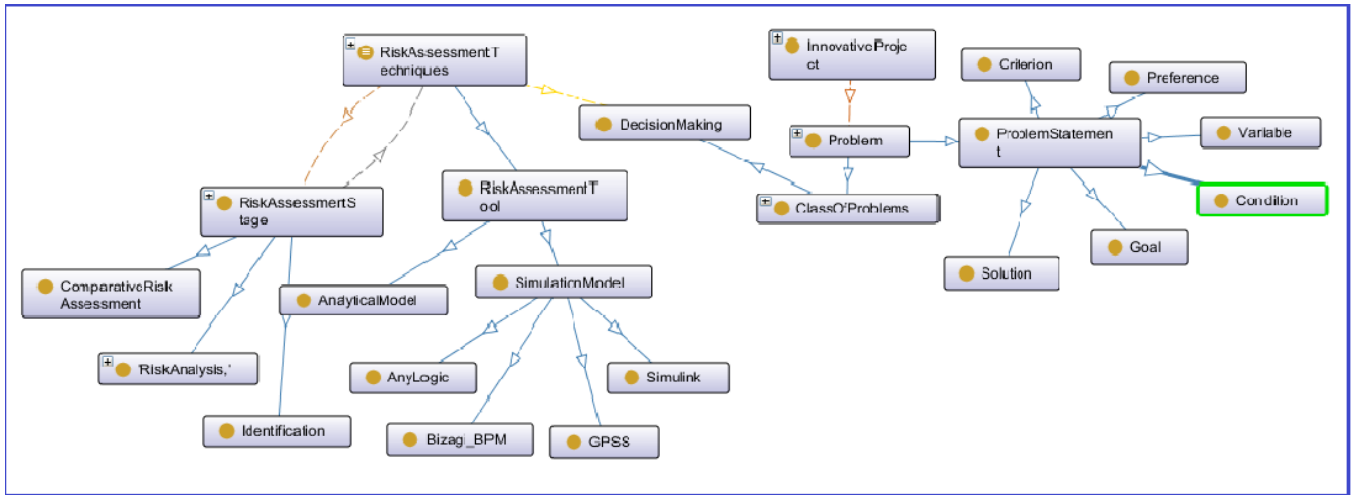 RiskAssessmentT
echniques
InnovativeProje
ct
Criterion
Preference
DecisionMaking
Problem
ProblemStatemen
t
Variable
RiskAssessmentS
tage
RiskAssessmentT
ool
ClassOfProblems
Condition
Goal
Solution
ComparativeRisk
Assessment
AnalyticalModel
SimulationModel
'RiskAnalysis,'
AnyLogic
Simulink
Identification
Bizagi_BPM
GPSS